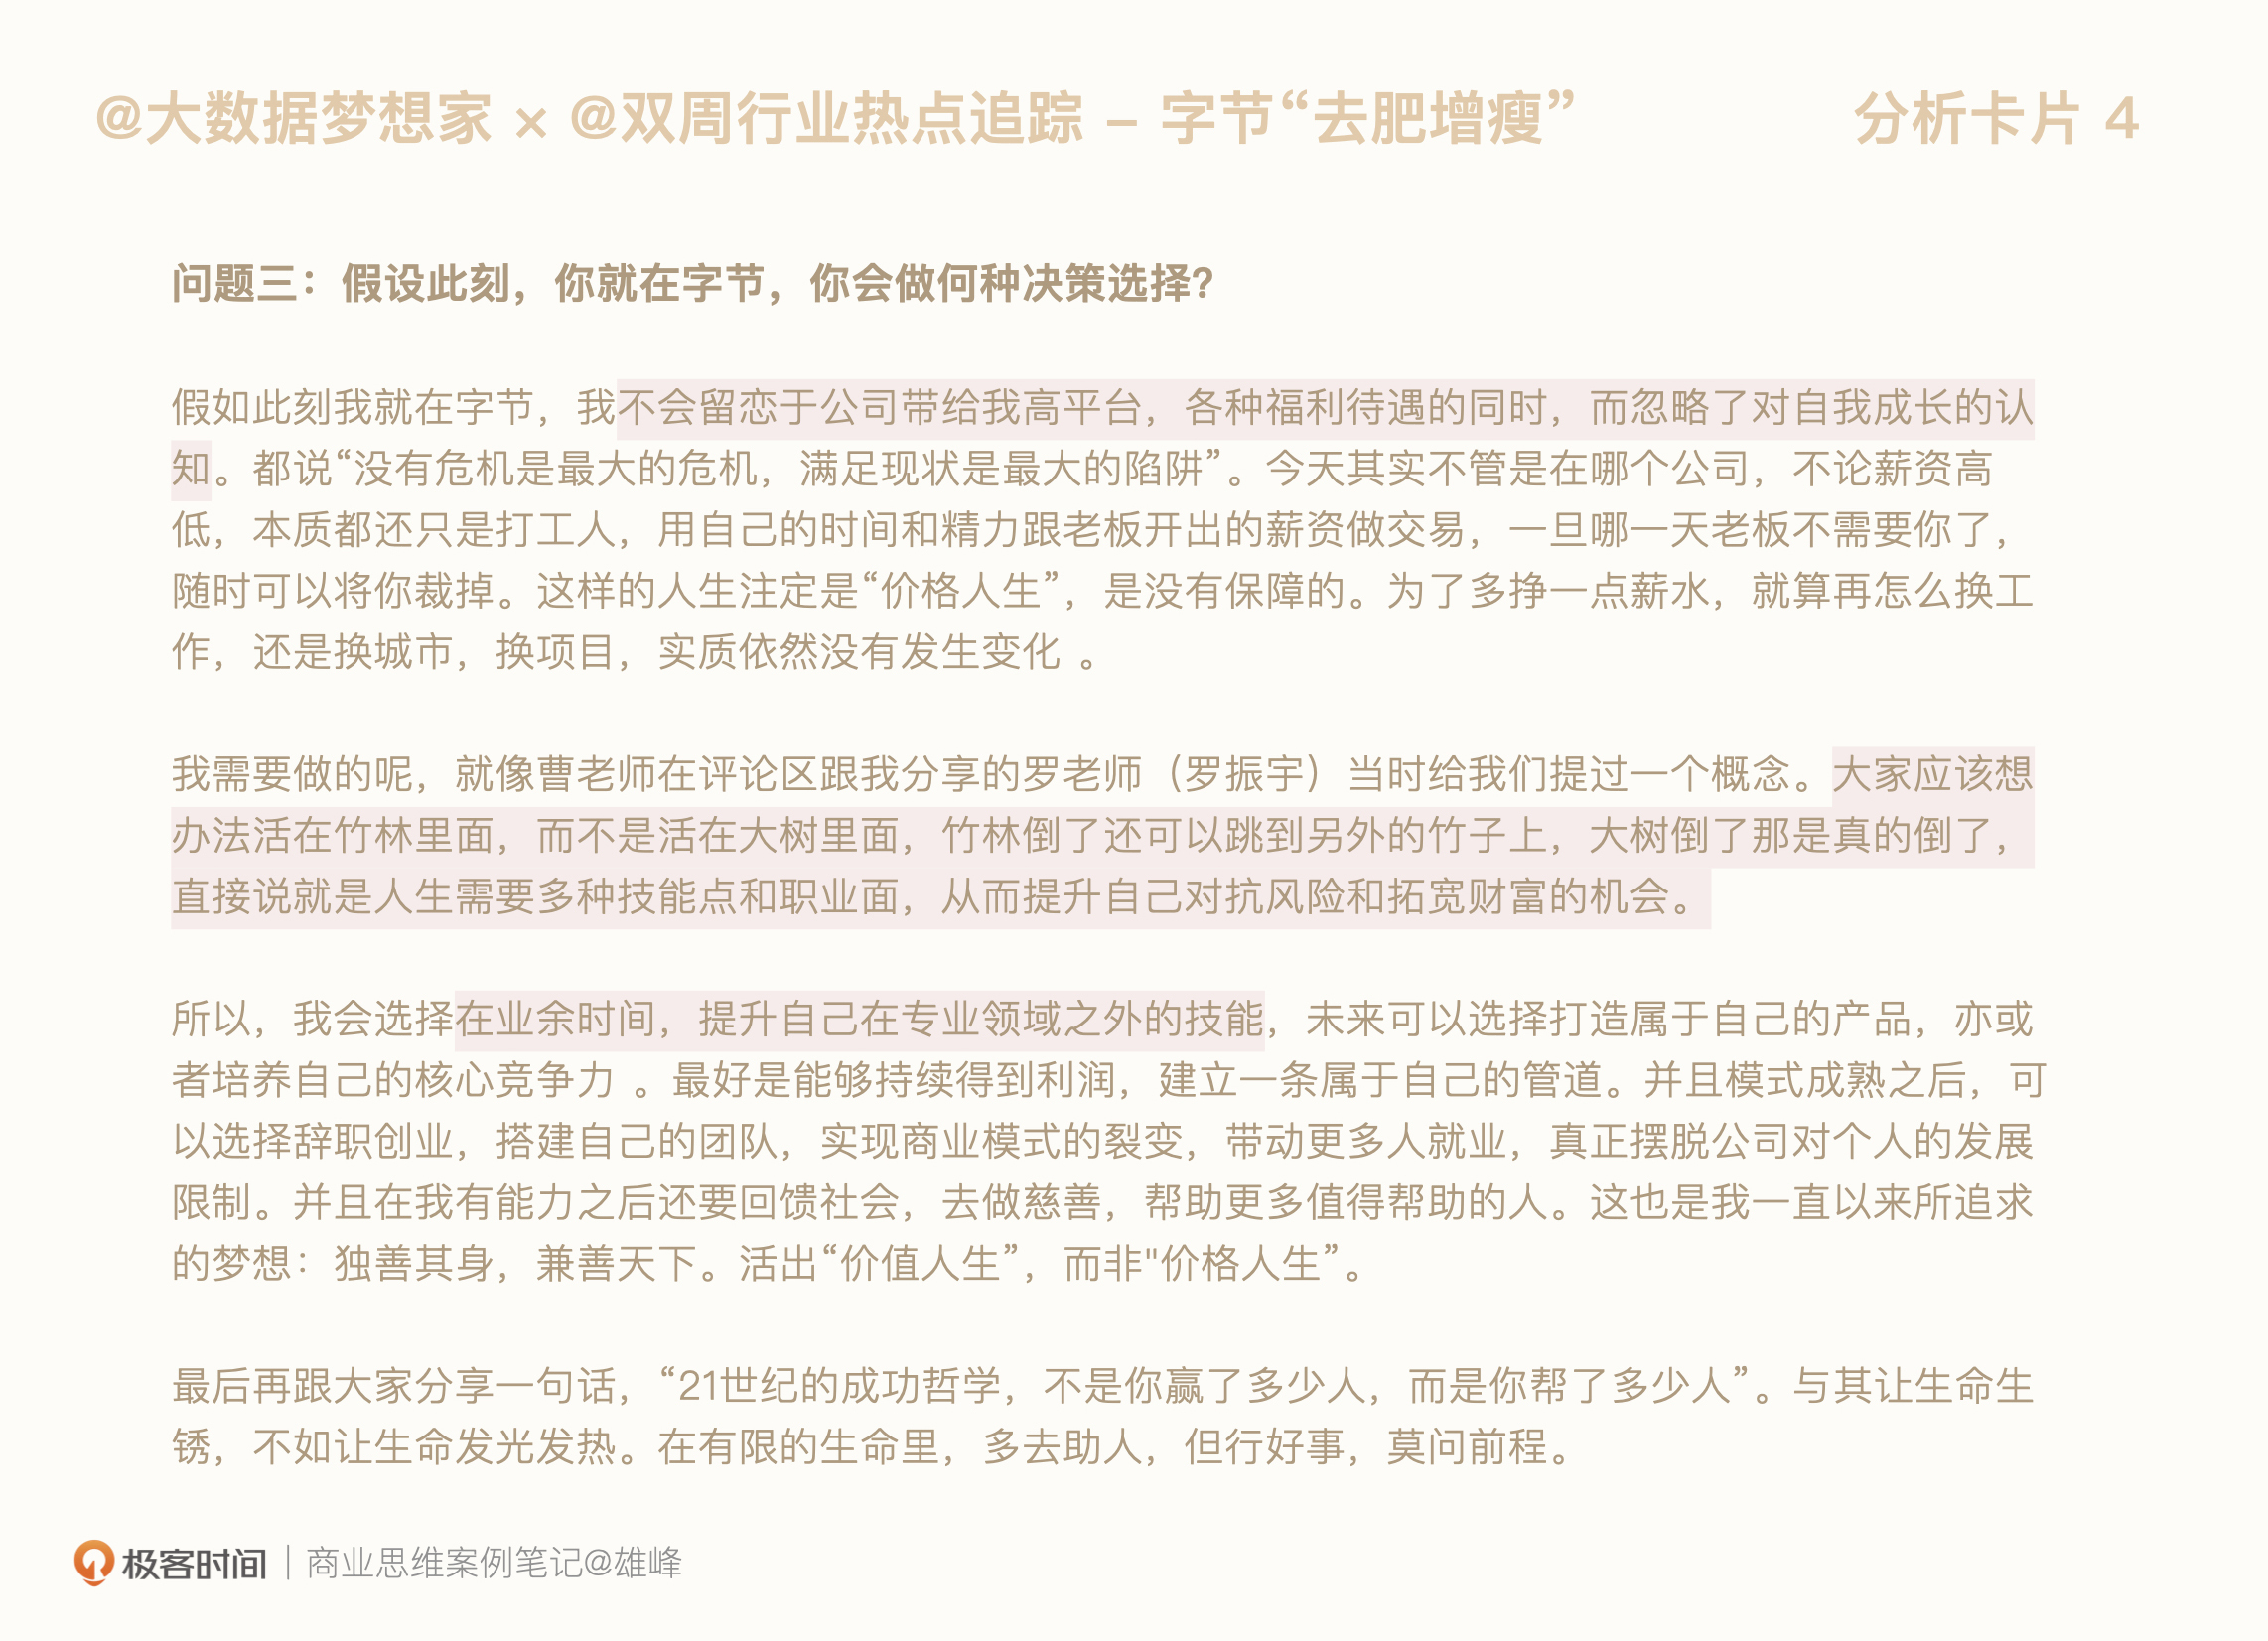 @大数据梦想家 × @双周行业热点追踪 – 字节“去肥增瘦”
分析卡片 4
问题三：假设此刻，你就在字节，你会做何种决策选择？
假如此刻我就在字节，我不会留恋于公司带给我高平台，各种福利待遇的同时，而忽略了对自我成长的认
知。都说“没有危机是最大的危机，满足现状是最大的陷阱”。今天其实不管是在哪个公司，不论薪资高
低，本质都还只是打工人，用自己的时间和精力跟老板开出的薪资做交易，一旦哪一天老板不需要你了，
随时可以将你裁掉。这样的人生注定是“价格人生”，是没有保障的。为了多挣一点薪水，就算再怎么换工
作，还是换城市，换项目，实质依然没有发生变化 。
我需要做的呢，就像曹老师在评论区跟我分享的罗老师（罗振宇）当时给我们提过一个概念。大家应该想
办法活在竹林里面，而不是活在大树里面，竹林倒了还可以跳到另外的竹子上，大树倒了那是真的倒了，
直接说就是人生需要多种技能点和职业面，从而提升自己对抗风险和拓宽财富的机会。
所以，我会选择在业余时间，提升自己在专业领域之外的技能，未来可以选择打造属于自己的产品，亦或
者培养自己的核心竞争力 。最好是能够持续得到利润，建立一条属于自己的管道。并且模式成熟之后，可
以选择辞职创业，搭建自己的团队，实现商业模式的裂变，带动更多人就业，真正摆脱公司对个人的发展
限制。并且在我有能力之后还要回馈社会，去做慈善，帮助更多值得帮助的人。这也是我一直以来所追求
的梦想：独善其身，兼善天下。活出“价值人生”，而非"价格人生”。
最后再跟大家分享一句话，“21世纪的成功哲学，不是你赢了多少人，而是你帮了多少人”。与其让生命生
锈，不如让生命发光发热。在有限的生命里，多去助人，但行好事，莫问前程。
极客时间 | 商业思维案例笔记@雄峰